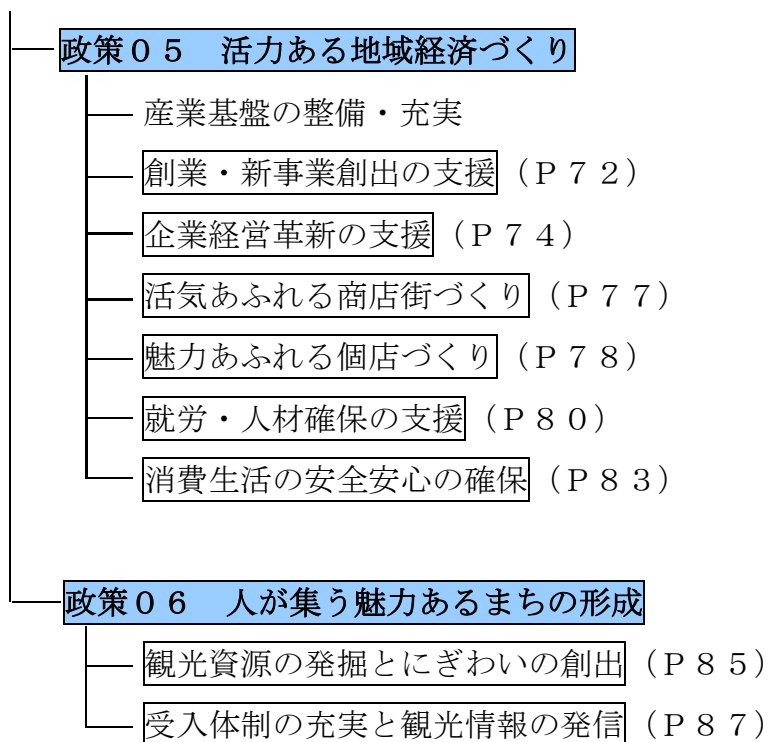 政策０５　活力ある地域経済づくり
産業基盤の整備・充実
創業・新事業創出の支援（Ｐ７２）
企業経営革新の支援（Ｐ７４）
活気あふれる商店街づくり（Ｐ７７）
魅力あふれる個店づくり（Ｐ７８）
就労・人材確保の支援（Ｐ８０）
消費生活の安全安心の確保（Ｐ８３）
政策０６　人が集う魅力あるまちの形成
観光資源の発掘とにぎわいの創出（Ｐ８５）
受入体制の充実と観光情報の発信（Ｐ８７）